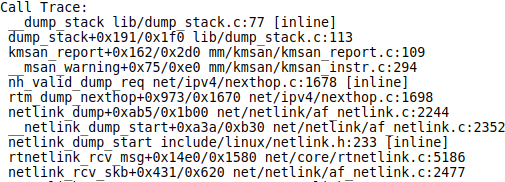 Call Trace:
__dump_stack lib/dump_stack.c:77 [inline]
dump_stack+0x191/0x1f0 lib/dump_stack.c:113
kmsan_report+0x162/0x2d0 mm/kmsan/kmsan_report.c:109
__msan_warning+0x75/0xe0 mm/kmsan/kmsan_instr.c:294
nh_valid_dump_req net/ipv4/nexthop.c:1678 [inline]
rtm_dump_nexthop+0x973/0x1670 net/ipv4/nexthop.c:1698
netlink_dump+0xab5/0x1b00 net/netlink/af_netlink.c:2244
__netlink_dump_start+0xa3a/0xb30 net/netlink/af_netlink.c:2352
netlink_dump_start include/linux/netlink.h:233 [inline]
rtnetlink_rcv_msg+0x14e0/0x1580 net/core/rtnetlink.c:5186
netlink_rcv_skb+0x431/0x620 net/netlink/af_netlink.c:2477